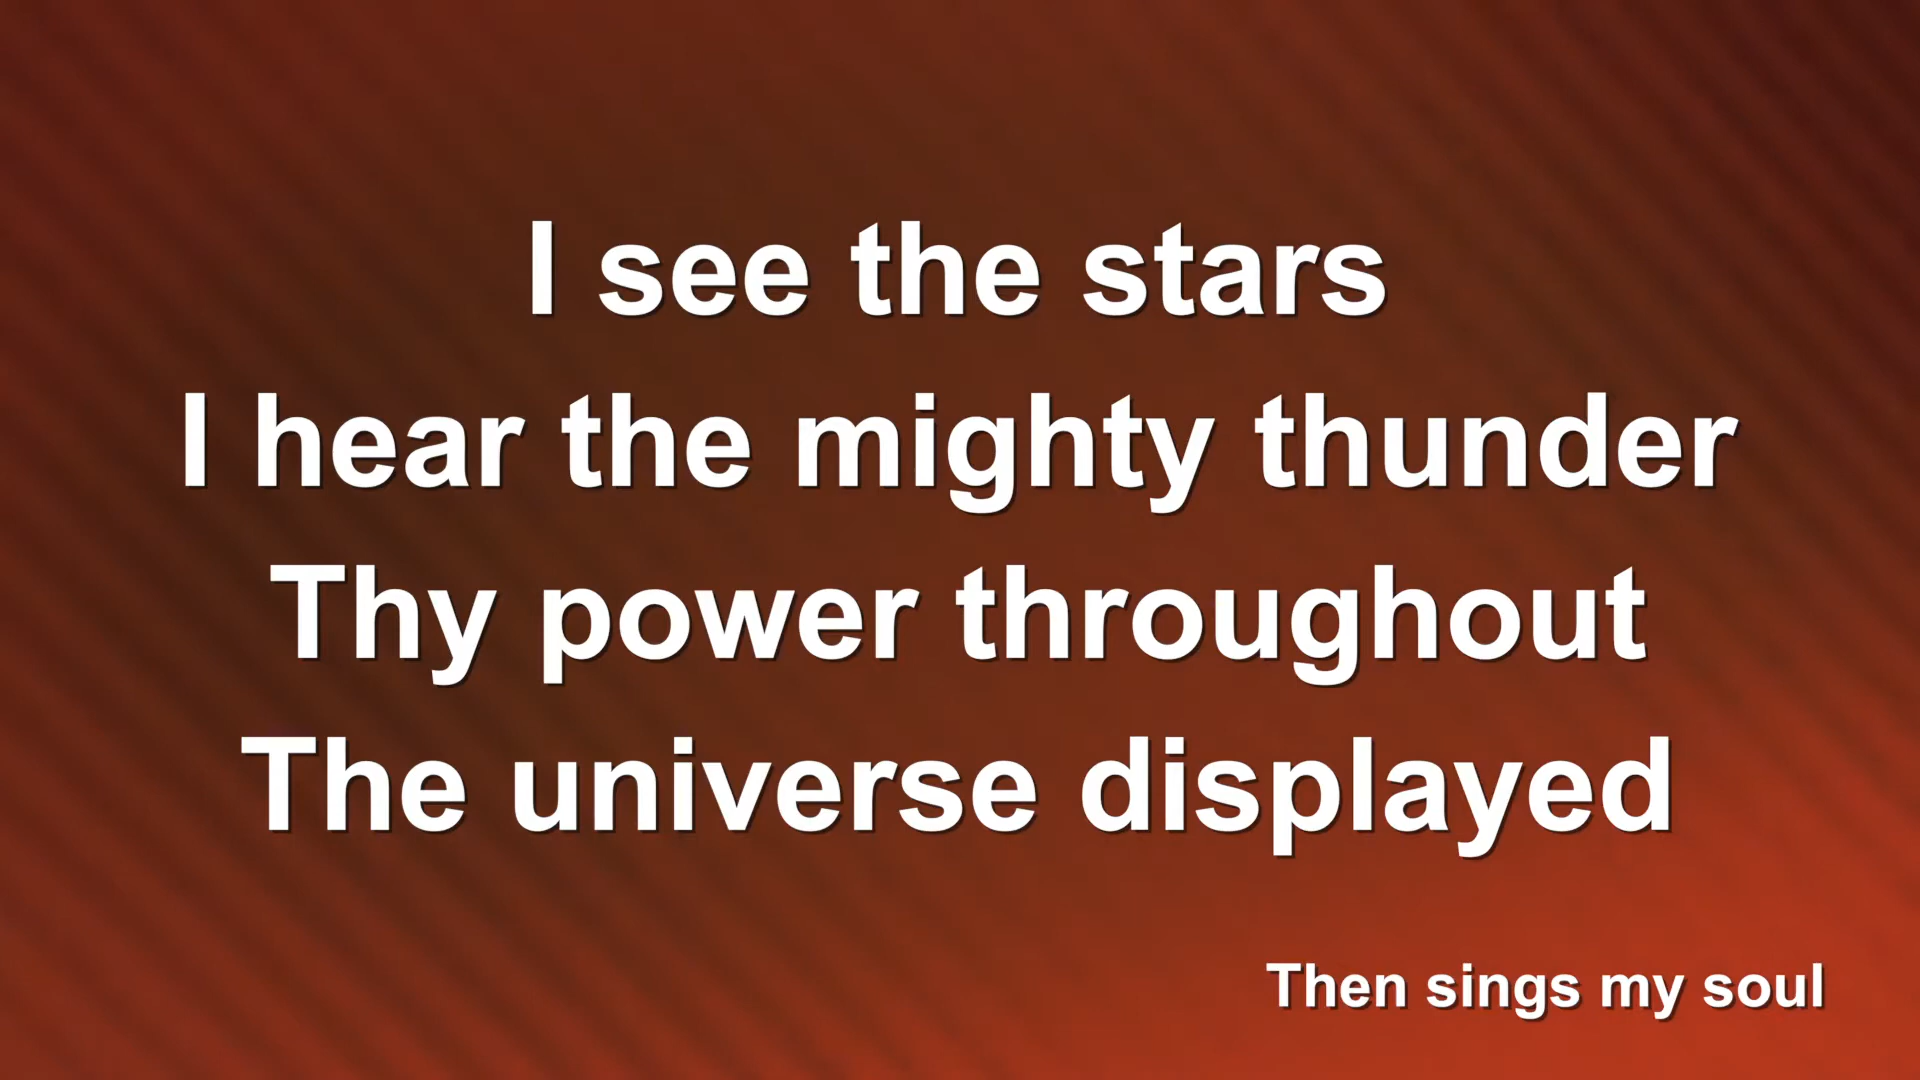 I see the stars
I hear the mighty thunder
Thy power throughout
The universe displayed
Then sings my soul